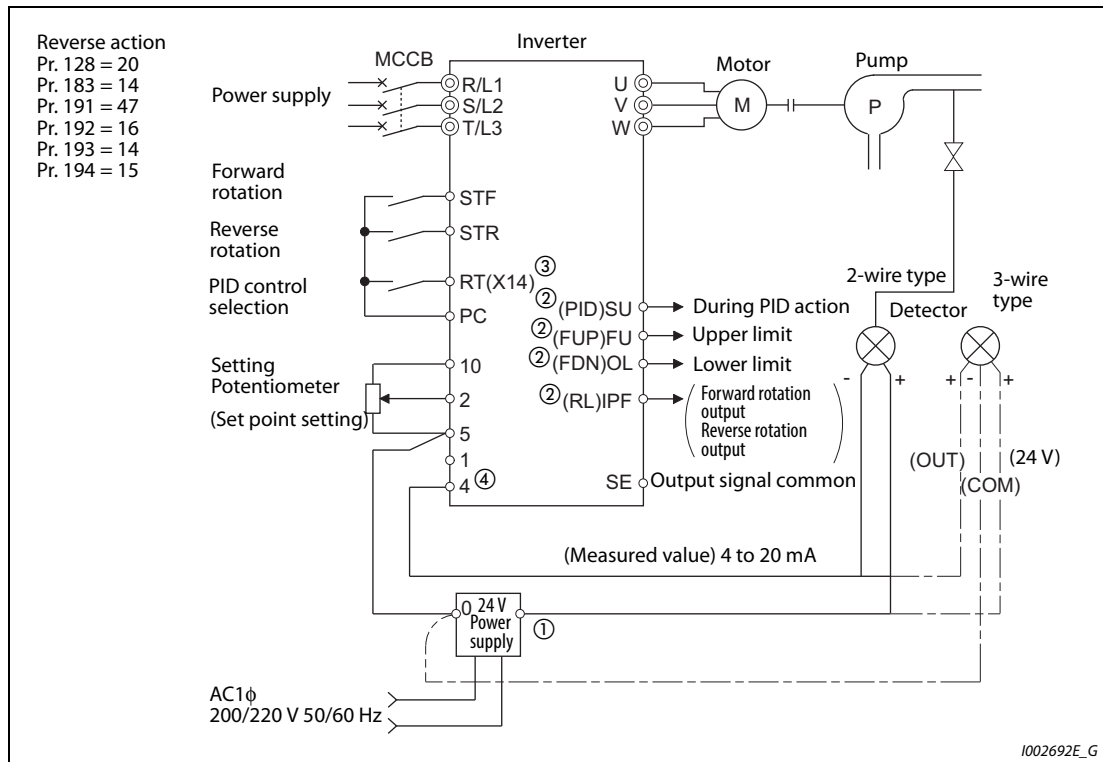 Reverse action
Pr. 128 = 20
Pr. 183 = 14
Pr. 191 = 47
Pr. 192 = 16
Pr. 193 = 14
Pr. 194 = 15
Inverter
MCCB
Power supply
R/L1
S/L2
T/L3
U
V
W
Motor
M
Pump
P
Forward
rotation
STF
Reverse
rotation
STR
PID control
selection
RT(X14) ③
PC
② (PID)SU
During PID action
② (FUP)FU
Upper limit
② (FDN)OL
Lower limit
② (RL)IPF
Forward rotation
output
Reverse rotation
output
SE
Output signal common
Setting
Potentiometer
(Set point setting)
10
2
5
1
4 ④
2-wire type
3-wire
type
Detector
- +
+ - +
(OUT)
(24 V)
(COM)
(Measured value) 4 to 20 mA
0 24 V
Power
supply
①
AC1ϕ
200/220 V 50/60 Hz
I002692E_G